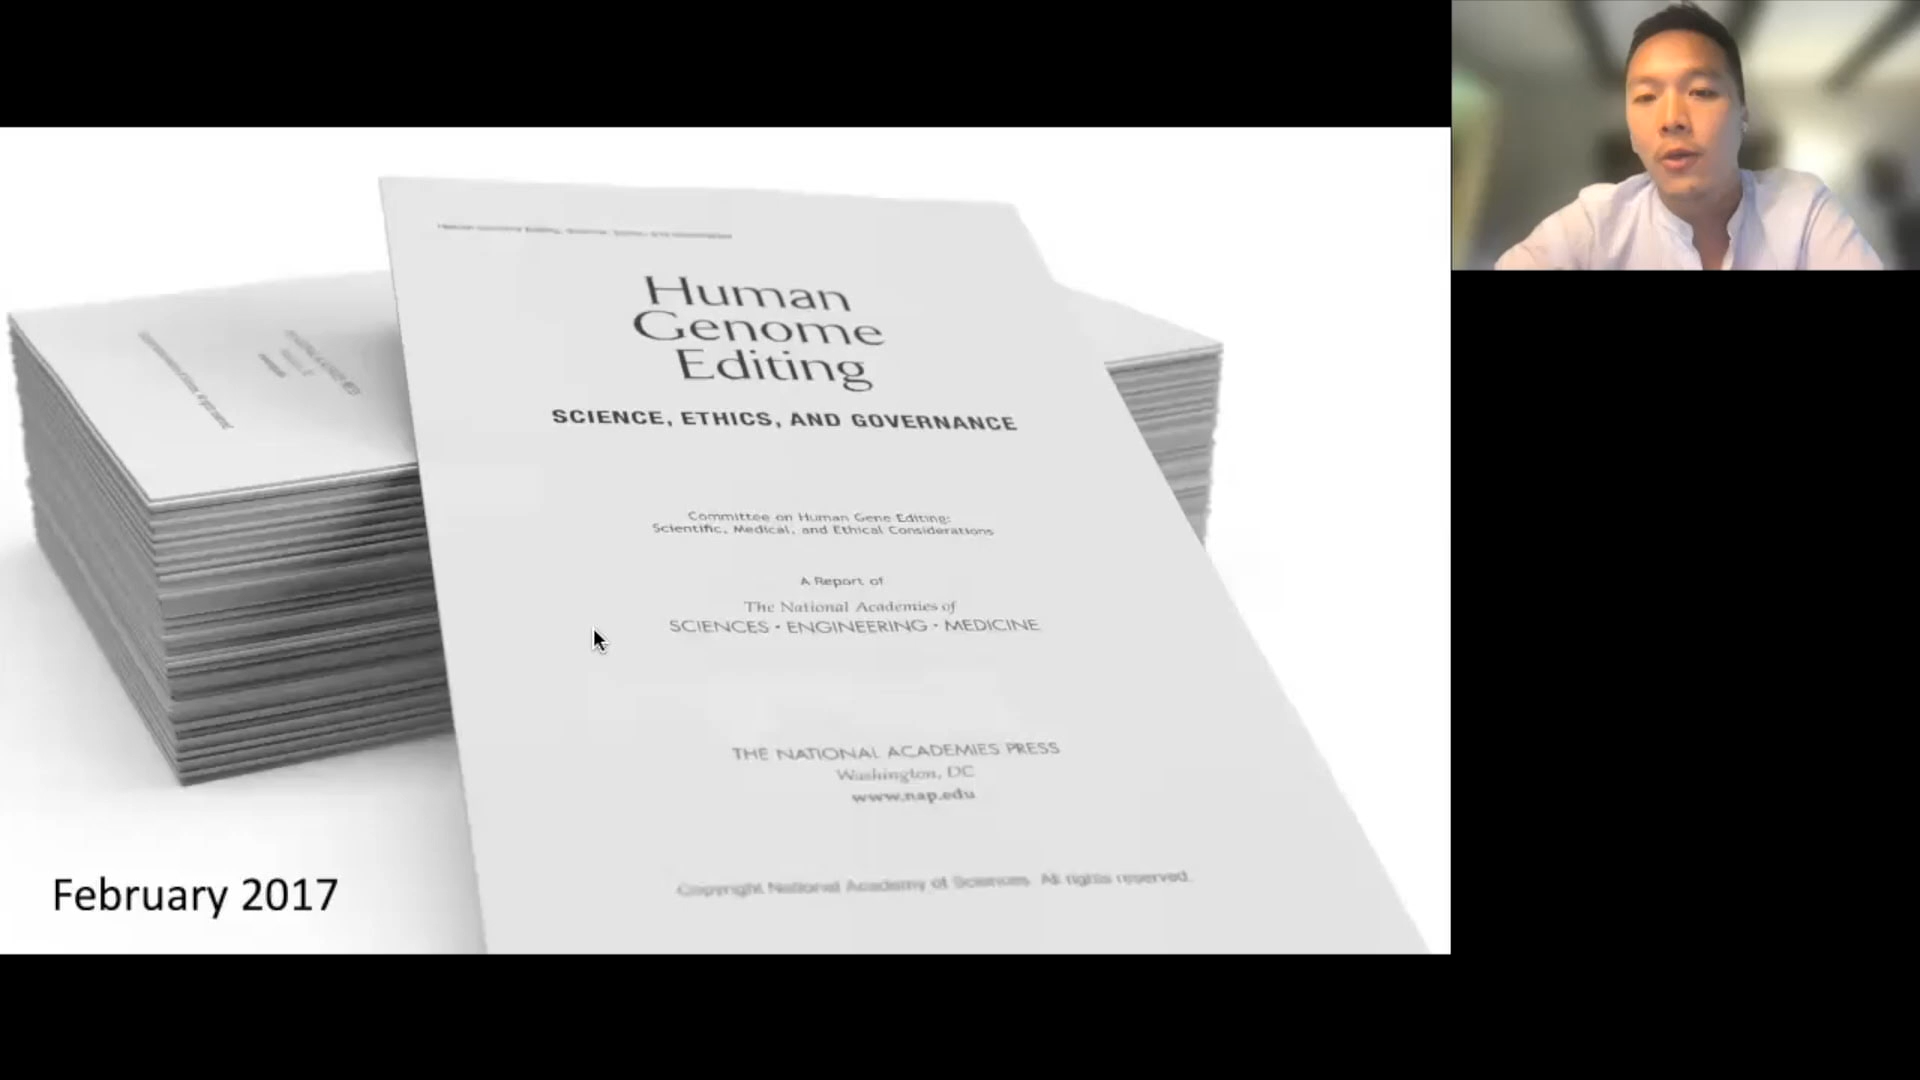 Human
Genome
Editing
SCIENCE, ETHICS, AND GOVERNANCE
Committee on Human Gene Editing:
Scientific, Medical, and Ethical Considerations
A Report of
The National Academies of
SCIENCES • ENGINEERING • MEDICINE
THE NATIONAL ACADEMIES PRESS
Washington, DC
www.nap.edu
Copyright National Academy of Sciences. All rights reserved.
February 2017